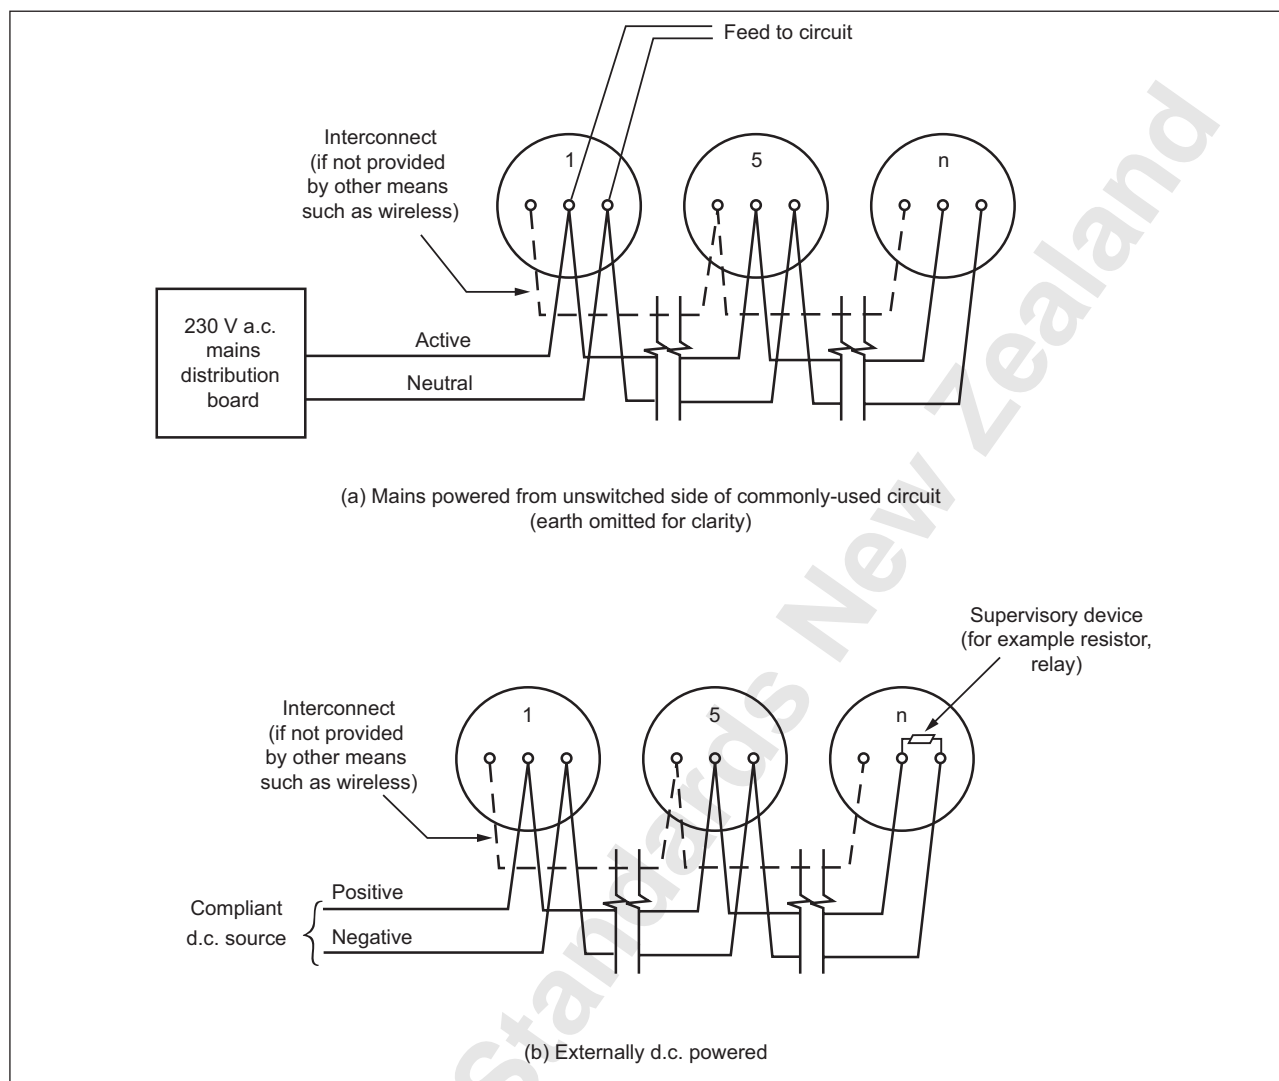 Feed to circuit
Interconnect
(if not provided
by other means
such as wireless)
1
5
n
230 V a.c.
mains
distribution
board
Active
Neutral
(a) Mains powered from unswitched side of commonly-used circuit
(earth omitted for clarity)
Supervisory device
(for example resistor,
relay)
Interconnect
(if not provided
by other means
such as wireless)
1
5
n
Compliant
d.c. source
Positive
Negative
(b) Externally d.c. powered
Standards New Zealand